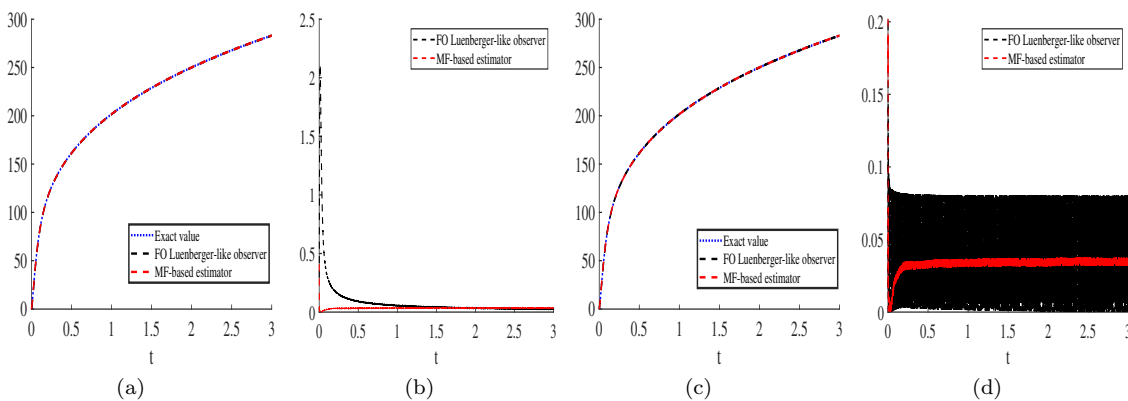 300
250
200
150
100
50
0
0 0.5 1 1.5 2 2.5 3
t
Exact value
FO Luenberger-like observer
MF-based estimator
(a)
2.5
2
1.5
1
0.5
0
0 0.5 1 1.5 2 2.5 3
t
FO Luenberger-like observer
MF-based estimator
(b)
300
250
200
150
100
50
0
0 0.5 1 1.5 2 2.5 3
t
Exact value
FO Luenberger-like observer
MF-based estimator
(c)
0.2
0.15
0.1
0.05
0
0 0.5 1 1.5 2 2.5 3
t
FO Luenberger-like observer
MF-based estimator
(d)